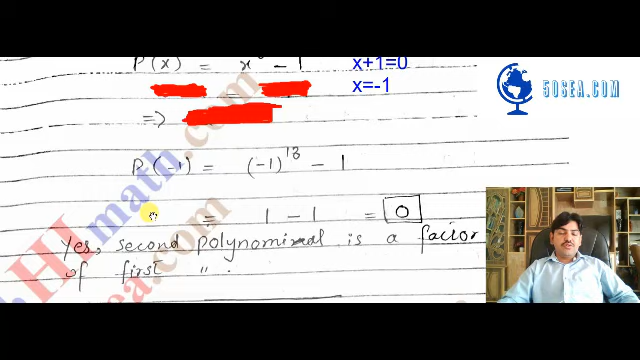 P(x) = x - 1
x+1=0
x=-1
50SEA.COM
=>
P(-1) = (-1)^18 - 1
= 1 - 1 = 0
Yes, second polynomial is a factor
of first " .